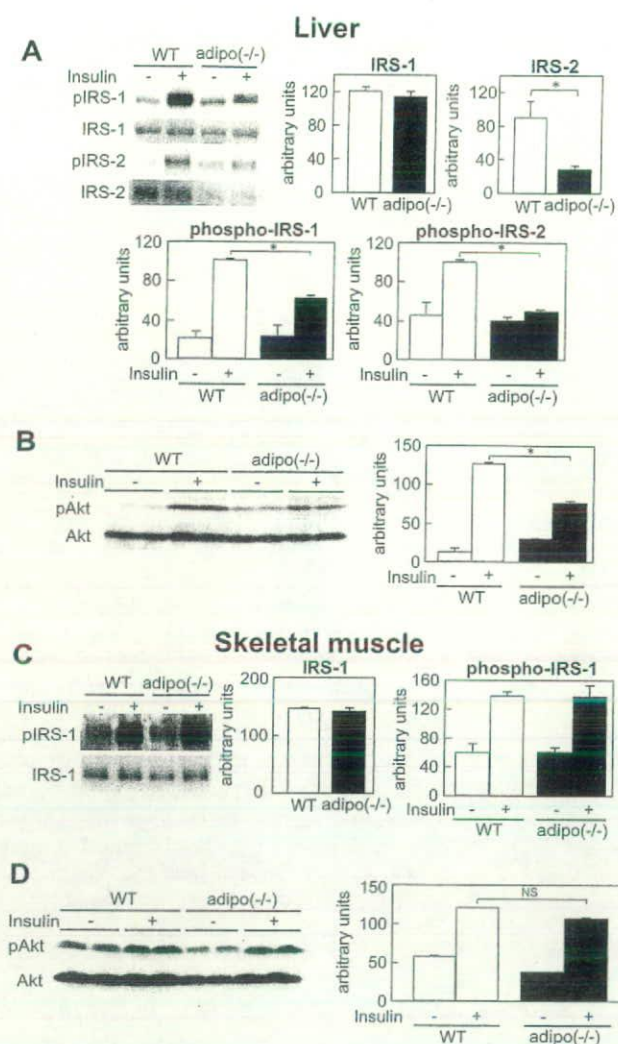 Liver
A
WT adipo(-/-)
Insulin - + - +
pIRS-1
IRS-1
pIRS-2
IRS-2
IRS-1
arbitrary units
120
80
40
0
WT adipo(-/-)
IRS-2
arbitrary units
120
80
40
0
*
WT adipo(-/-)
phospho-IRS-1
arbitrary units
120
80
40
0
*
Insulin - + - +
WT adipo(-/-)
phospho-IRS-2
arbitrary units
120
80
40
0
*
Insulin - + - +
WT adipo(-/-)
B
WT adipo(-/-)
Insulin - + - +
pAkt
Akt
arbitrary units
150
100
50
0
*
Insulin - + - +
WT adipo(-/-)
Skeletal muscle
C
WT adipo(-/-)
Insulin - + - +
pIRS-1
IRS-1
IRS-1
arbitrary units
200
100
0
WT adipo(-/-)
phospho-IRS-1
arbitrary units
160
120
80
40
0
Insulin - + - +
WT adipo(-/-)
D
WT adipo(-/-)
Insulin - + - +
pAkt
Akt
arbitrary units
150
100
50
0
NS
Insulin - + - +
WT adipo(-/-)